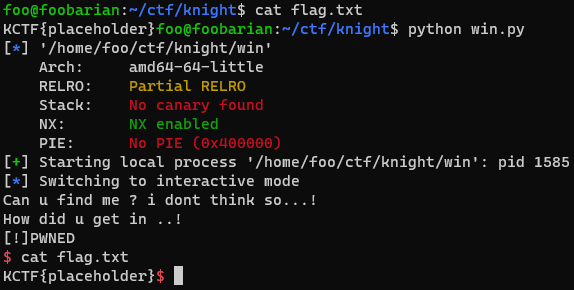 foo@foobarian:~/ctf/knight$ cat flag.txt
KCTF{placeholder}foo@foobarian:~/ctf/knight$ python win.py
[*] '/home/foo/ctf/knight/win'
    Arch:     amd64-64-little
    RELRO:    Partial RELRO
    Stack:    No canary found
    NX:       NX enabled
    PIE:      No PIE (0x400000)
[+] Starting local process '/home/foo/ctf/knight/win': pid 1585
[*] Switching to interactive mode
Can u find me ? i dont think so...!
How did u get in ..!
[!]PWNED
$ cat flag.txt
KCTF{placeholder}$